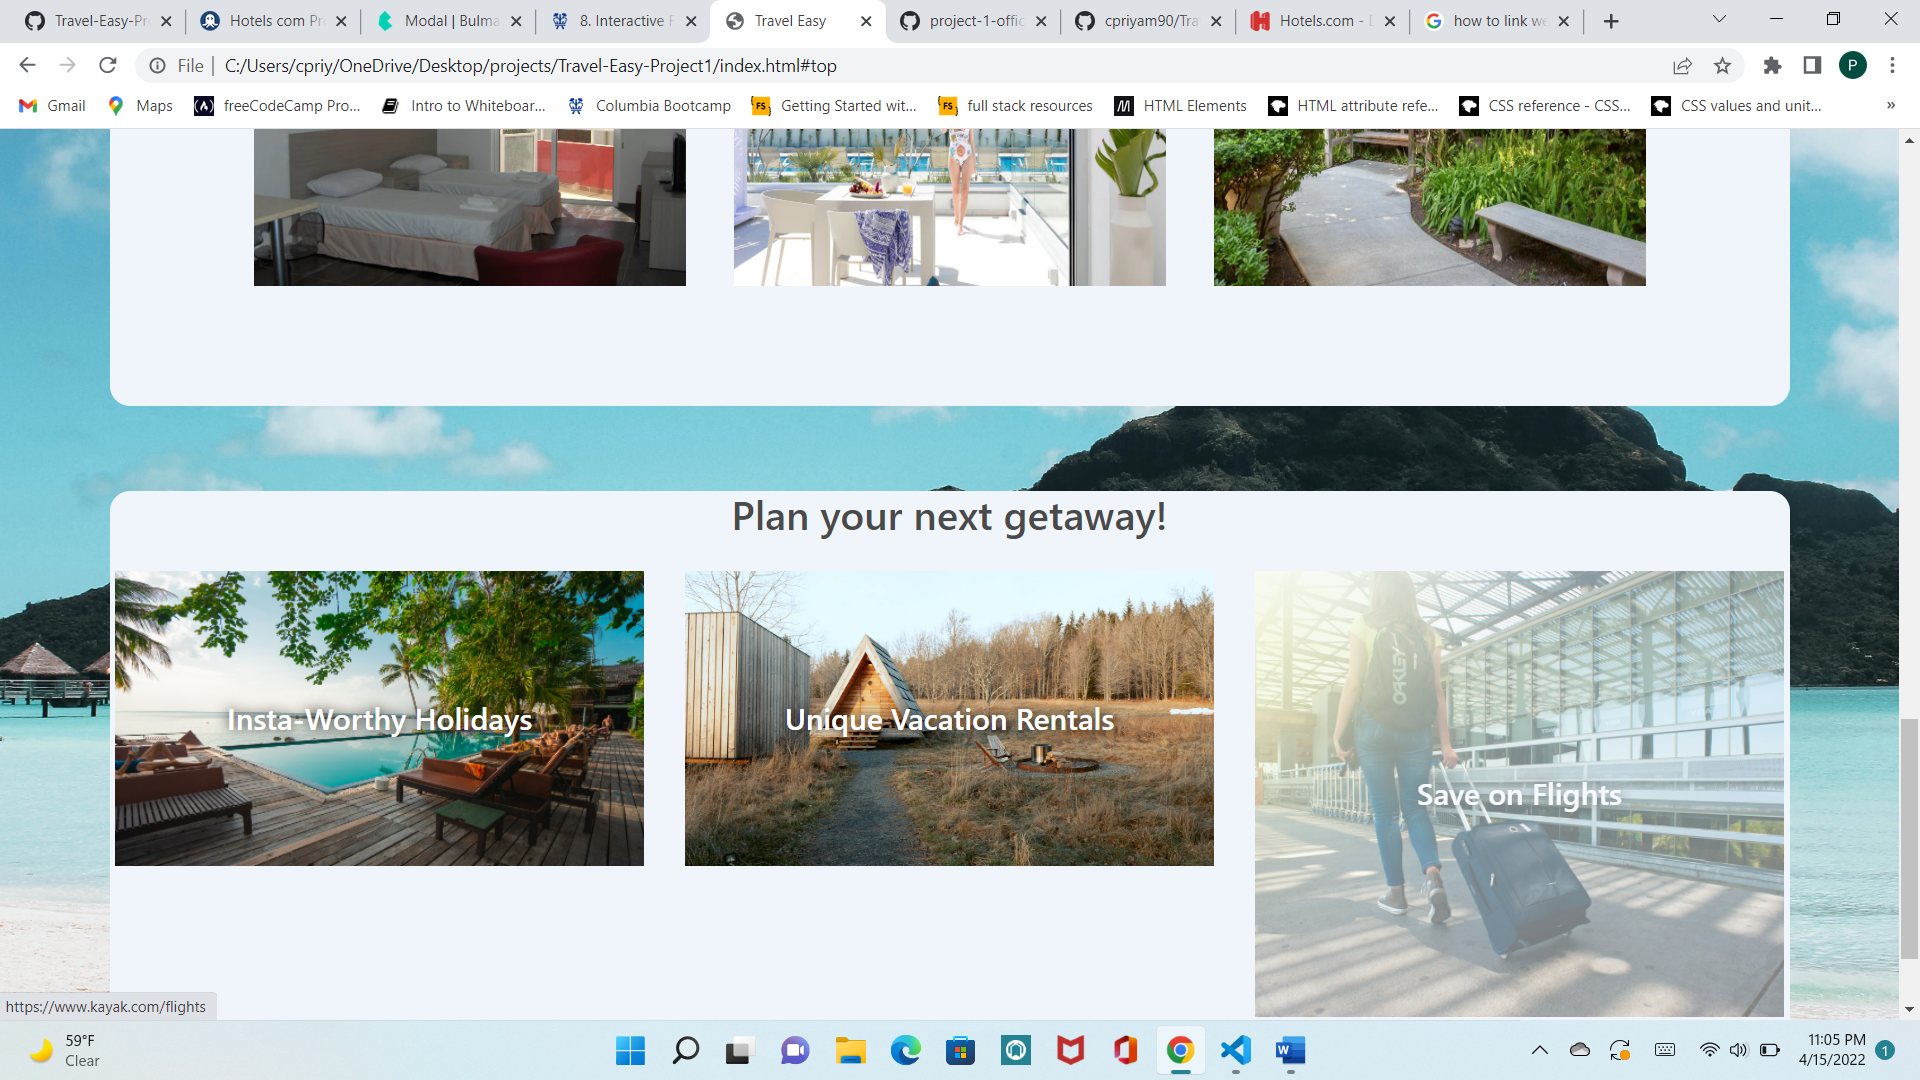 Travel-Easy-Pr
Hotels com Pr
Modal | Bulma
8. Interactive F
Travel Easy
project-1-offic
cpriyam90/Tra
Hotels.com - D
how to link we
File
C:/Users/cpriy/OneDrive/Desktop/projects/Travel-Easy-Project1/index.html#top
P
Gmail
Maps
freeCodeCamp Pro...
Intro to Whiteboar...
Columbia Bootcamp
FS
Getting Started wit...
FS
full stack resources
M
HTML Elements
HTML attribute refe...
CSS reference - CSS...
CSS values and unit...
»
Plan your next getaway!
Insta-Worthy Holidays
Unique Vacation Rentals
OAKLEY
Save on Flights
https://www.kayak.com/flights
59°F
Clear
11:05 PM
4/15/2022
1